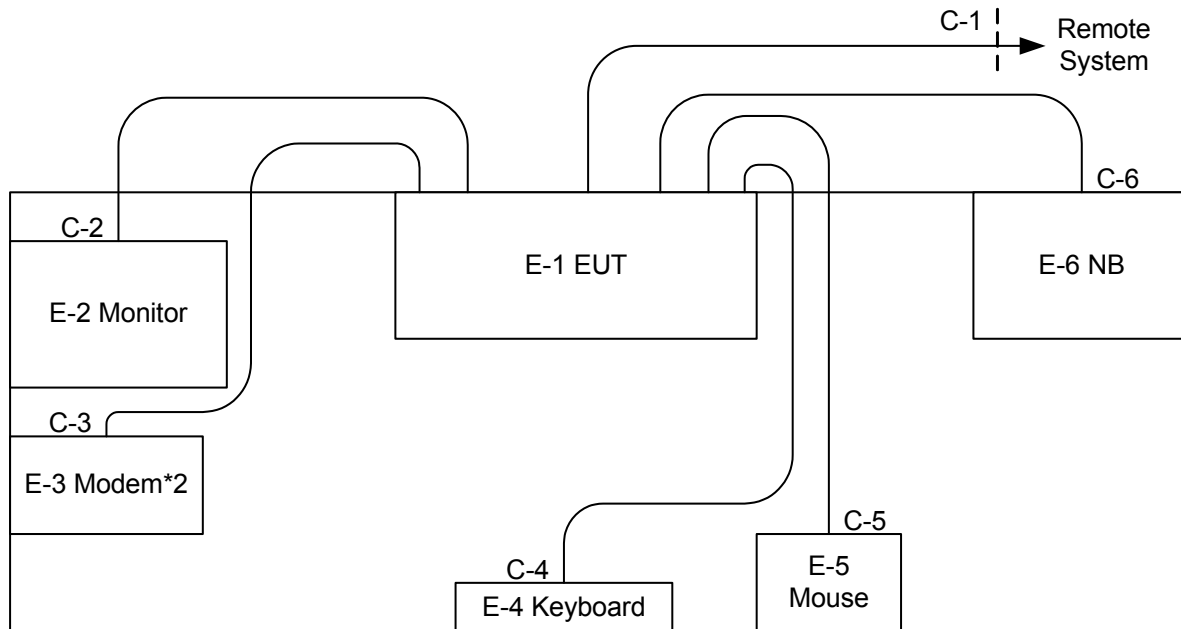 C-1
Remote
System
C-6
C-2
E-1 EUT
E-6 NB
E-2 Monitor
C-3
E-3 Modem*2
C-5
C-4
E-5
Mouse
E-4 Keyboard